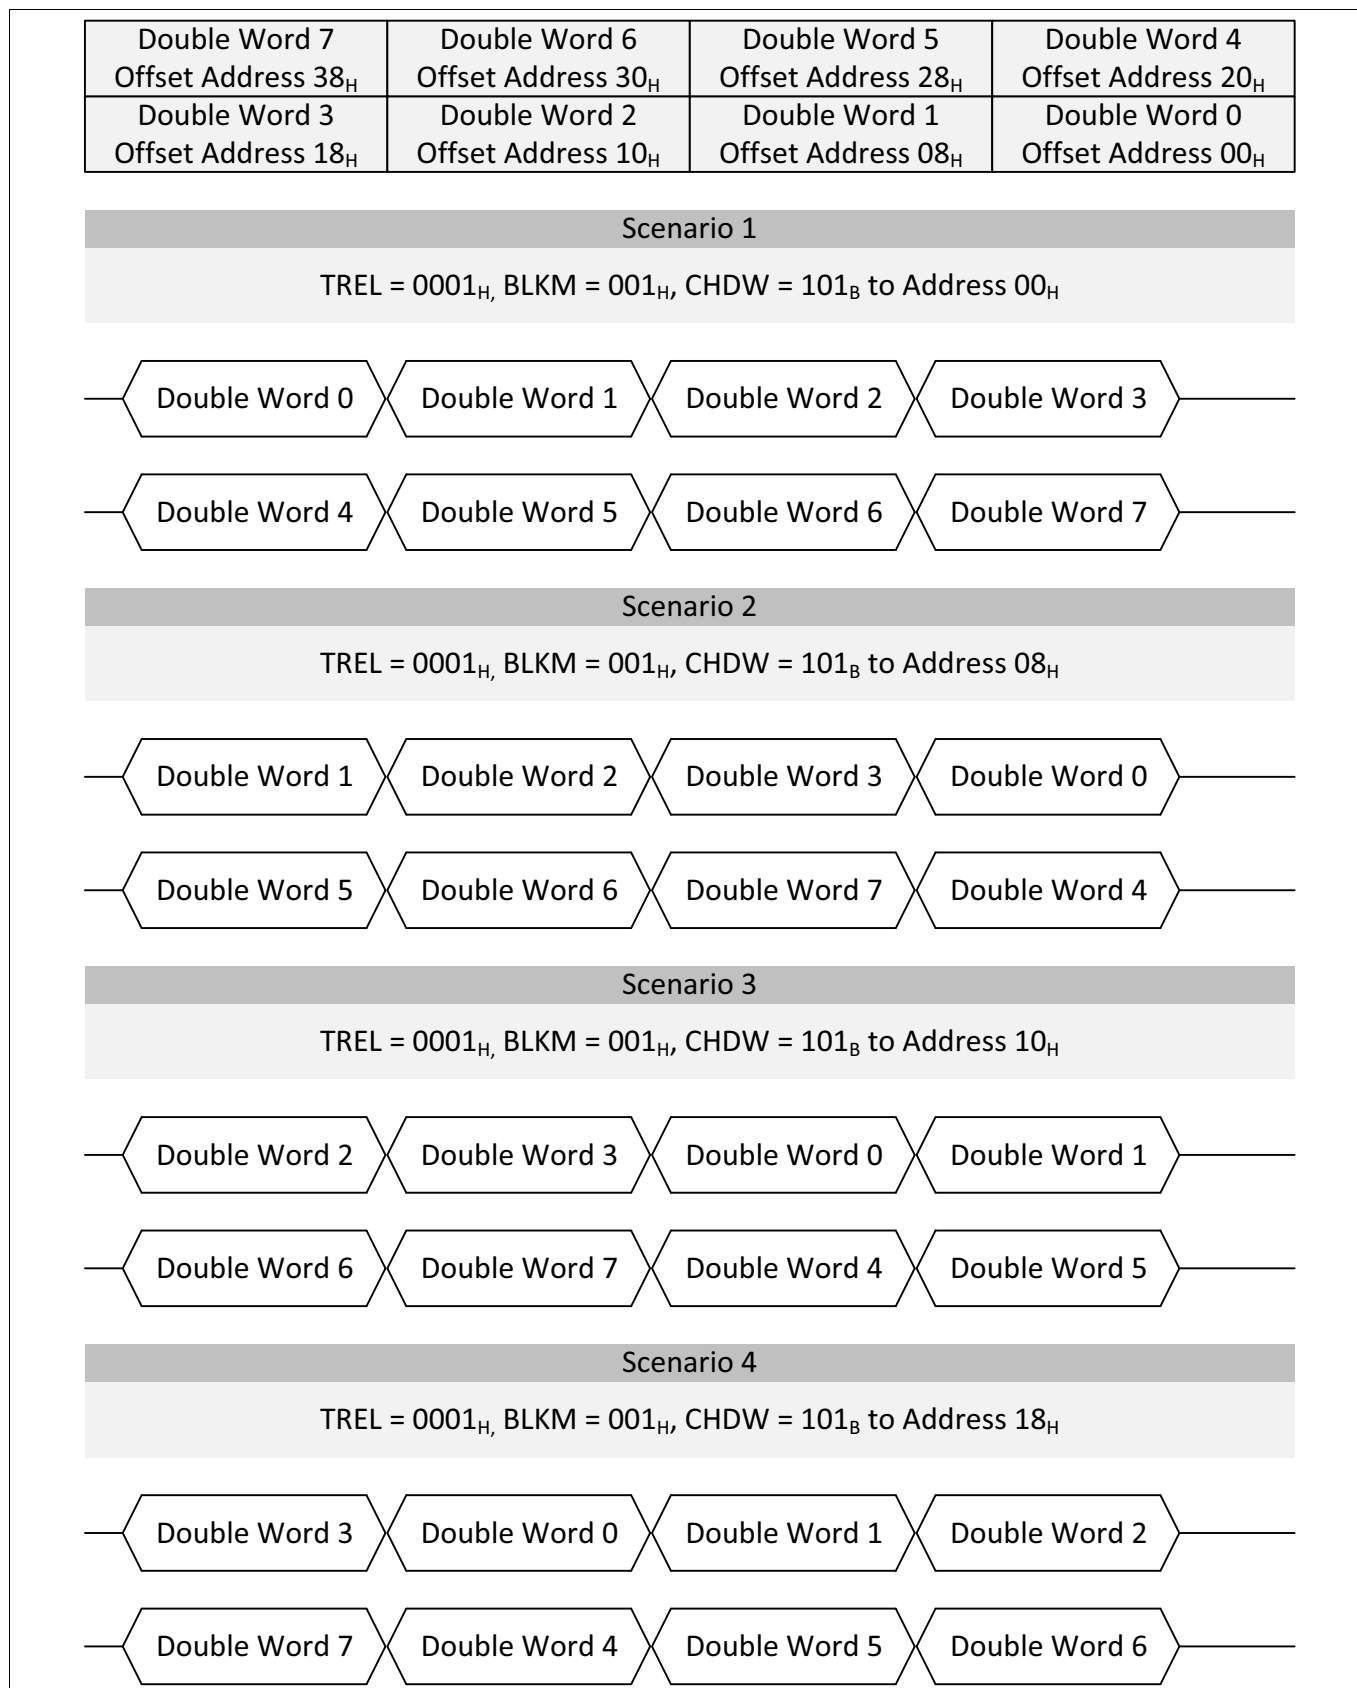 Double Word 7 Double Word 6 Double Word 5 Double Word 4
Offset Address 38H Offset Address 30H Offset Address 28H Offset Address 20H
Double Word 3 Double Word 2 Double Word 1 Double Word 0
Offset Address 18H Offset Address 10H Offset Address 08H Offset Address 00H
Scenario 1
TREL = 0001H, BLKM = 001H, CHDW = 101B to Address 00H
Double Word 0 Double Word 1 Double Word 2 Double Word 3
Double Word 4 Double Word 5 Double Word 6 Double Word 7
Scenario 2
TREL = 0001H, BLKM = 001H, CHDW = 101B to Address 08H
Double Word 1 Double Word 2 Double Word 3 Double Word 0
Double Word 5 Double Word 6 Double Word 7 Double Word 4
Scenario 3
TREL = 0001H, BLKM = 001H, CHDW = 101B to Address 10H
Double Word 2 Double Word 3 Double Word 0 Double Word 1
Double Word 6 Double Word 7 Double Word 4 Double Word 5
Scenario 4
TREL = 0001H, BLKM = 001H, CHDW = 101B to Address 18H
Double Word 3 Double Word 0 Double Word 1 Double Word 2
Double Word 7 Double Word 4 Double Word 5 Double Word 6